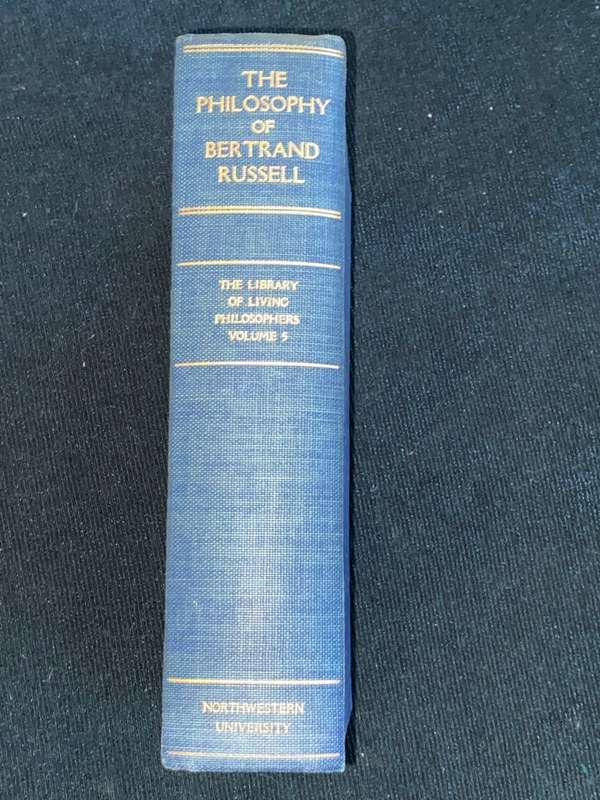 THE
PHILOSOPHY
OF
BERTRAND
RUSSELL
THE LIBRARY
OF LIVING
PHILOSOPHERS
VOLUME 5
NORTHWESTERN
UNIVERSITY